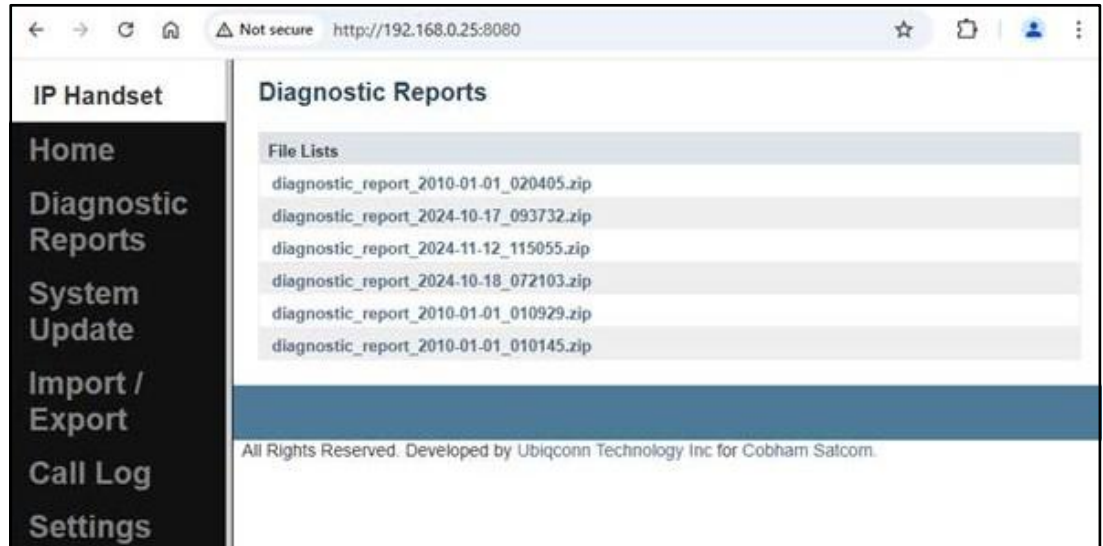 Not secure http://192.168.0.25:8080
IP Handset
Home
Diagnostic
Reports
System
Update
Import /
Export
Call Log
Settings
Diagnostic Reports
File Lists
diagnostic_report_2010-01-01_020405.zip
diagnostic_report_2024-10-17_093732.zip
diagnostic_report_2024-11-12_115055.zip
diagnostic_report_2024-10-18_072103.zip
diagnostic_report_2010-01-01_010929.zip
diagnostic_report_2010-01-01_010145.zip
All Rights Reserved. Developed by Ubiqconn Technology Inc for Cobham Satcom.